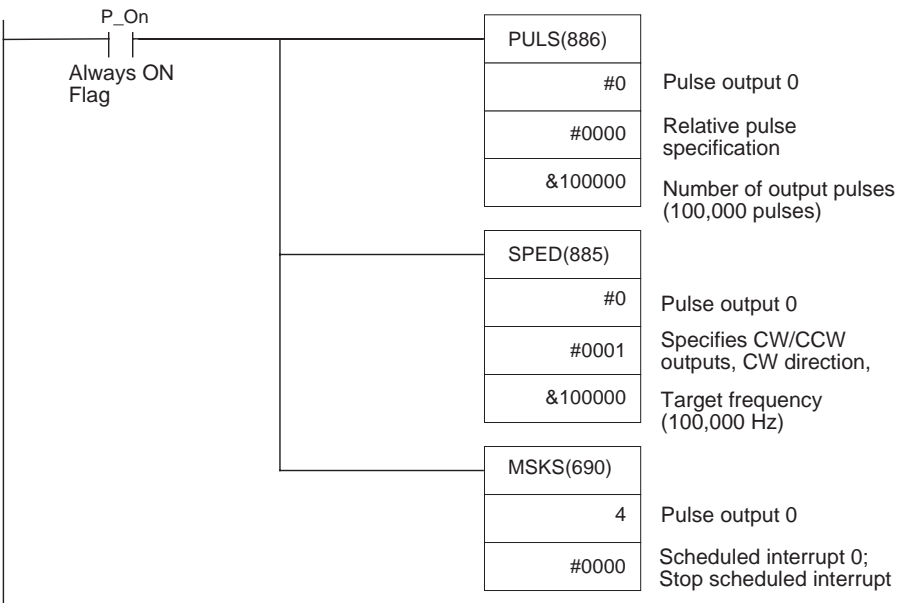 P_On
Always ON
Flag
PULS(886)
#0 Pulse output 0
#0000 Relative pulse
specification
&100000 Number of output pulses
(100,000 pulses)
SPED(885)
#0 Pulse output 0
#0001 Specifies CW/CCW
outputs, CW direction,
&100000 Target frequency
(100,000 Hz)
MSKS(690)
4 Pulse output 0
#0000 Scheduled interrupt 0;
Stop scheduled interrupt